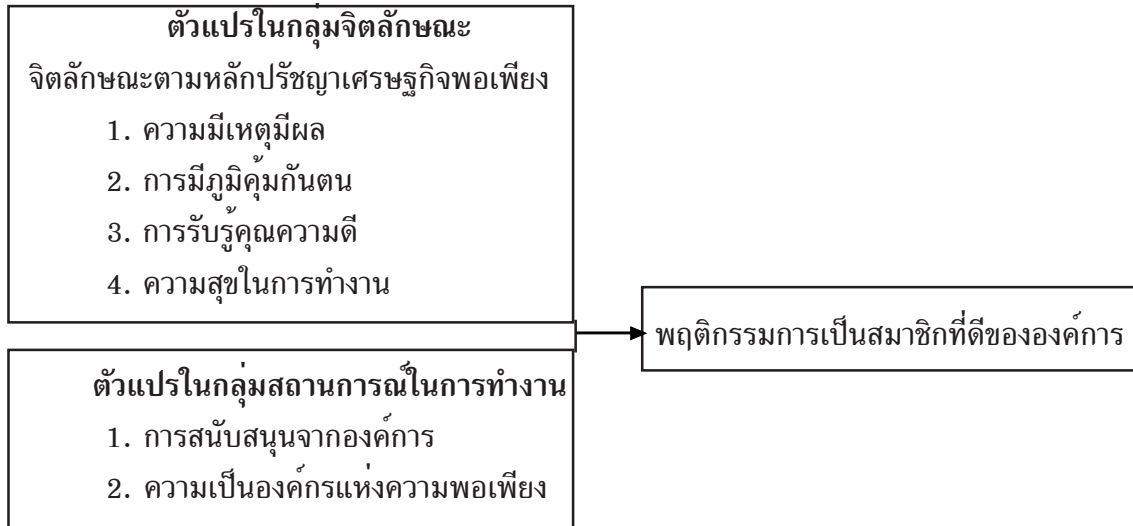 ตัวแปรในกลุ่มจิตลักษณะ
จิตลักษณะตามหลักปรัชญาเศรษฐกิจพอเพียง
1. ความมีเหตุมีผล
2. การมีภูมิคุ้มกันตน
3. การรับรู้คุณความดี
4. ความสุขในการทำงาน
พฤติกรรมการเป็นสมาชิกที่ดีขององค์การ
ตัวแปรในกลุ่มสถานการณ์ในการทำงาน
1. การสนับสนุนจากองค์การ
2. ความเป็นองค์กรแห่งความพอเพียง